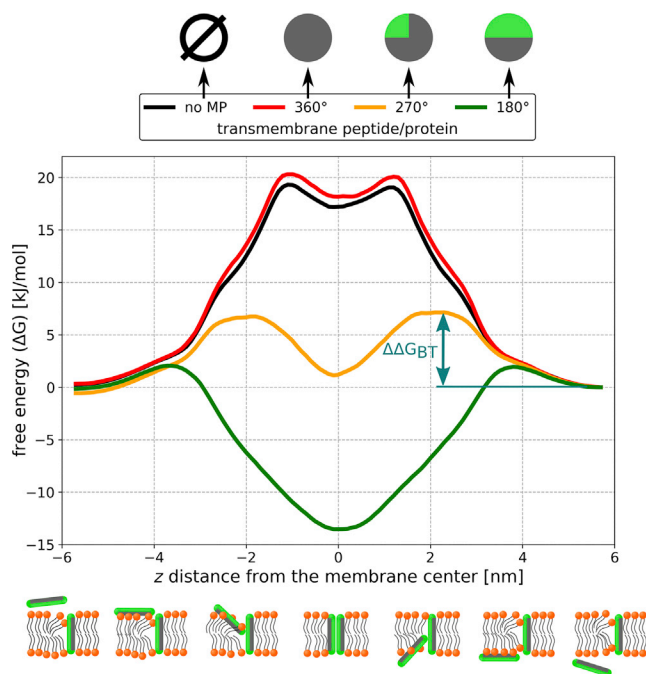 no MP 360° 270° 180°
transmembrane peptide/protein
20
15
10
5
0
−5
−10
−15
free energy (ΔG) [kJ/mol]
ΔΔG_BT
−6 −4 −2 0 2 4 6
z distance from the membrane center [nm]